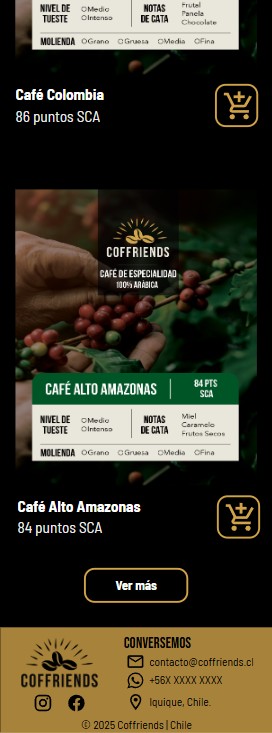 NIVEL DE TUESTE
○Medio
○Intenso
NOTAS DE CATA
Frutal
Panela
Chocolate
MOLIENDA ○Grano ○Gruesa ○Media ○Fina
Café Colombia
86 puntos SCA
COFFRIENDS
CAFÉ DE ESPECIALIDAD
100% ARÁBICA
CAFÉ ALTO AMAZONAS
84 PTS
SCA
NIVEL DE TUESTE
○Medio
○Intenso
NOTAS DE CATA
Miel
Caramelo
Frutos Secos
MOLIENDA ○Grano ○Gruesa ○Media ○Fina
Café Alto Amazonas
84 puntos SCA
Ver más
COFFRIENDS
CONVERSEMOS
contacto@coffriends.cl
+56X XXXX XXXX
Iquique, Chile.
© 2025 Coffriends | Chile